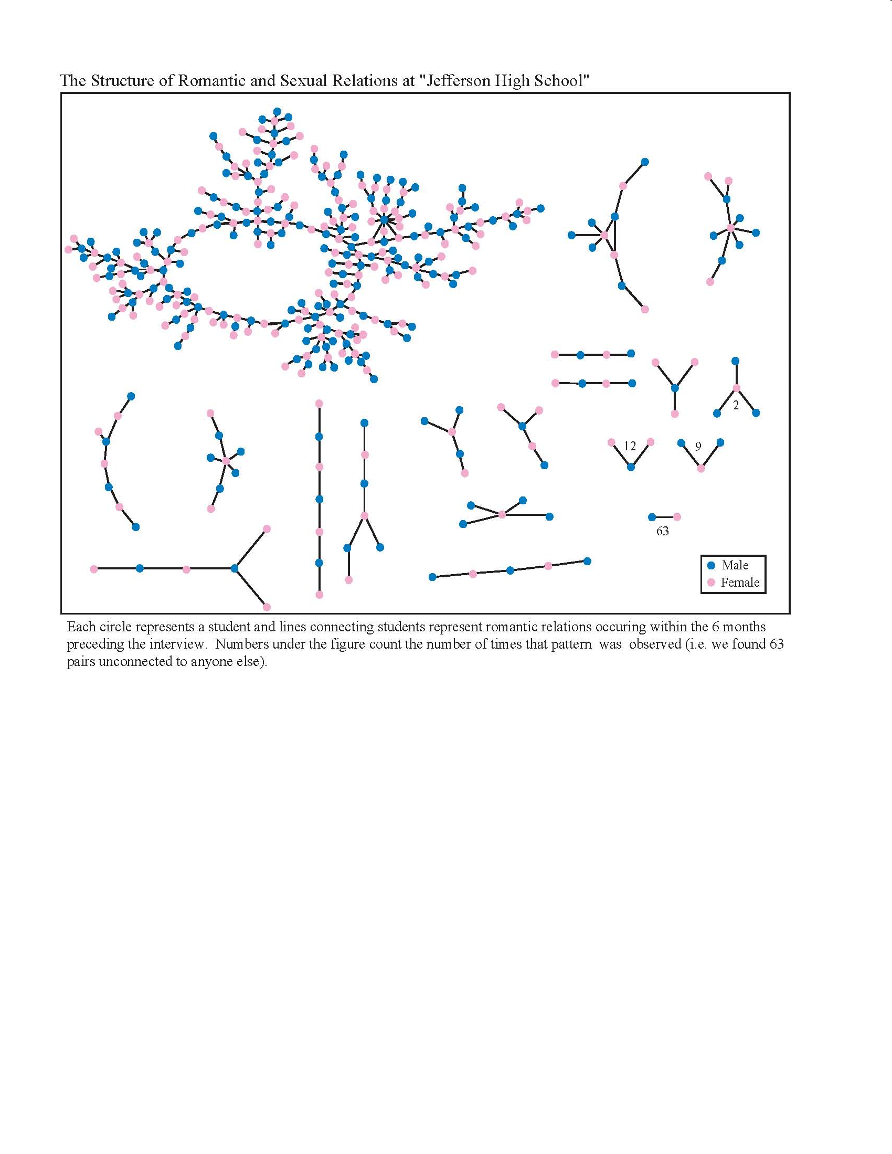 The Structure of Romantic and Sexual Relations at "Jefferson High School"
2
12
9
63
Male
Female
Each circle represents a student and lines connecting students represent romantic relations occuring within the 6 months
preceding the interview. Numbers under the figure count the number of times that pattern was observed (i.e. we found 63
pairs unconnected to anyone else).